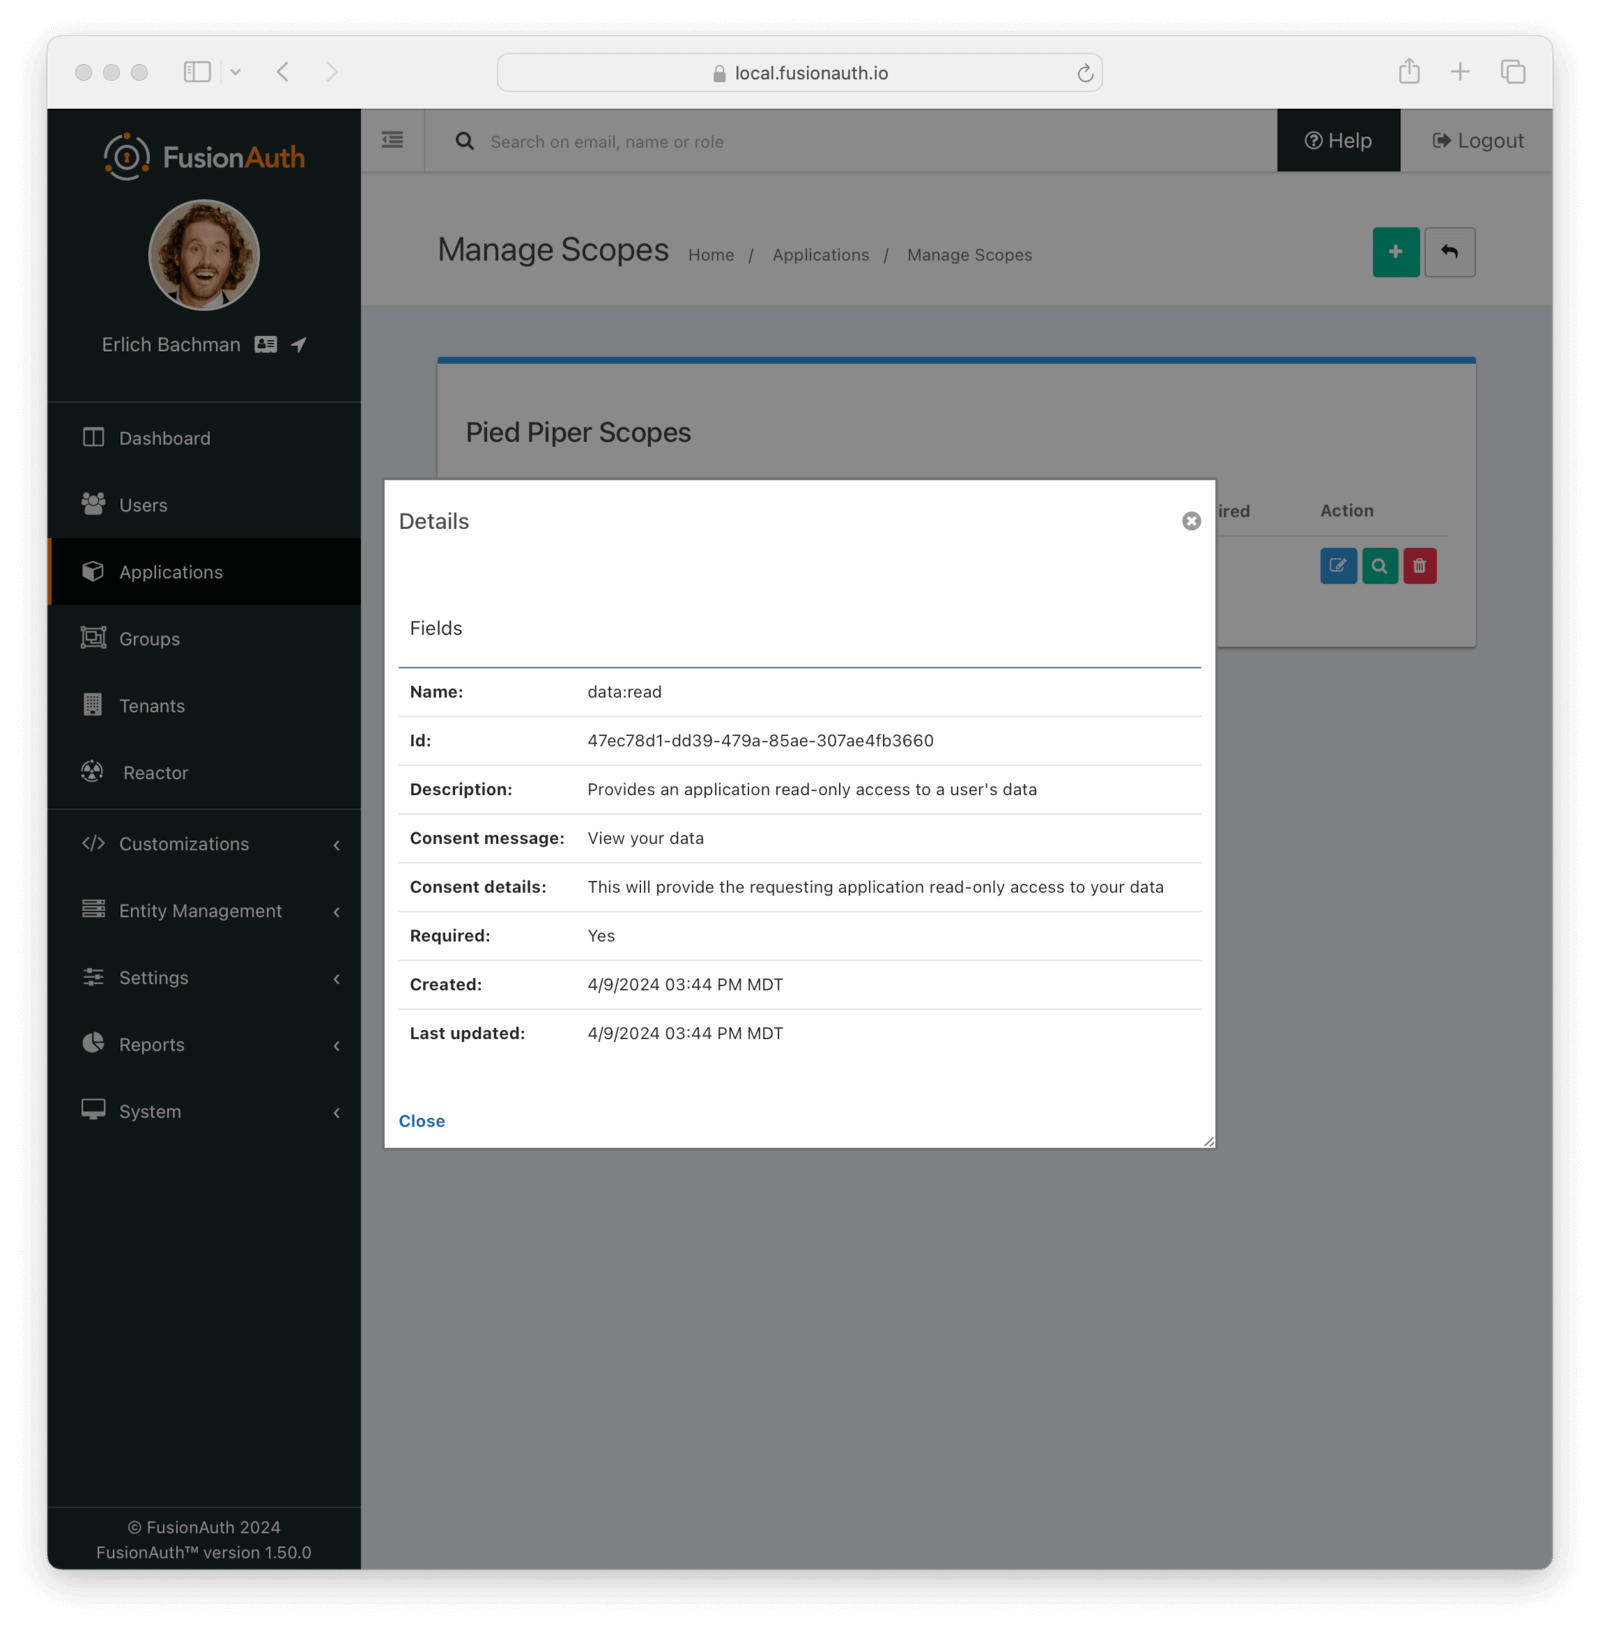 local.fusionauth.io
FusionAuth
Search on email, name or role
Help
Logout
Erlich Bachman
Manage Scopes
Home / Applications / Manage Scopes
Dashboard
Users
Applications
Groups
Tenants
Reactor
Customizations
Entity Management
Settings
Reports
System
© FusionAuth 2024
FusionAuth™ version 1.50.0
Pied Piper Scopes
ired Action
Details
Fields
Name: data:read
Id: 47ec78d1-dd39-479a-85ae-307ae4fb3660
Description: Provides an application read-only access to a user's data
Consent message: View your data
Consent details: This will provide the requesting application read-only access to your data
Required: Yes
Created: 4/9/2024 03:44 PM MDT
Last updated: 4/9/2024 03:44 PM MDT
Close